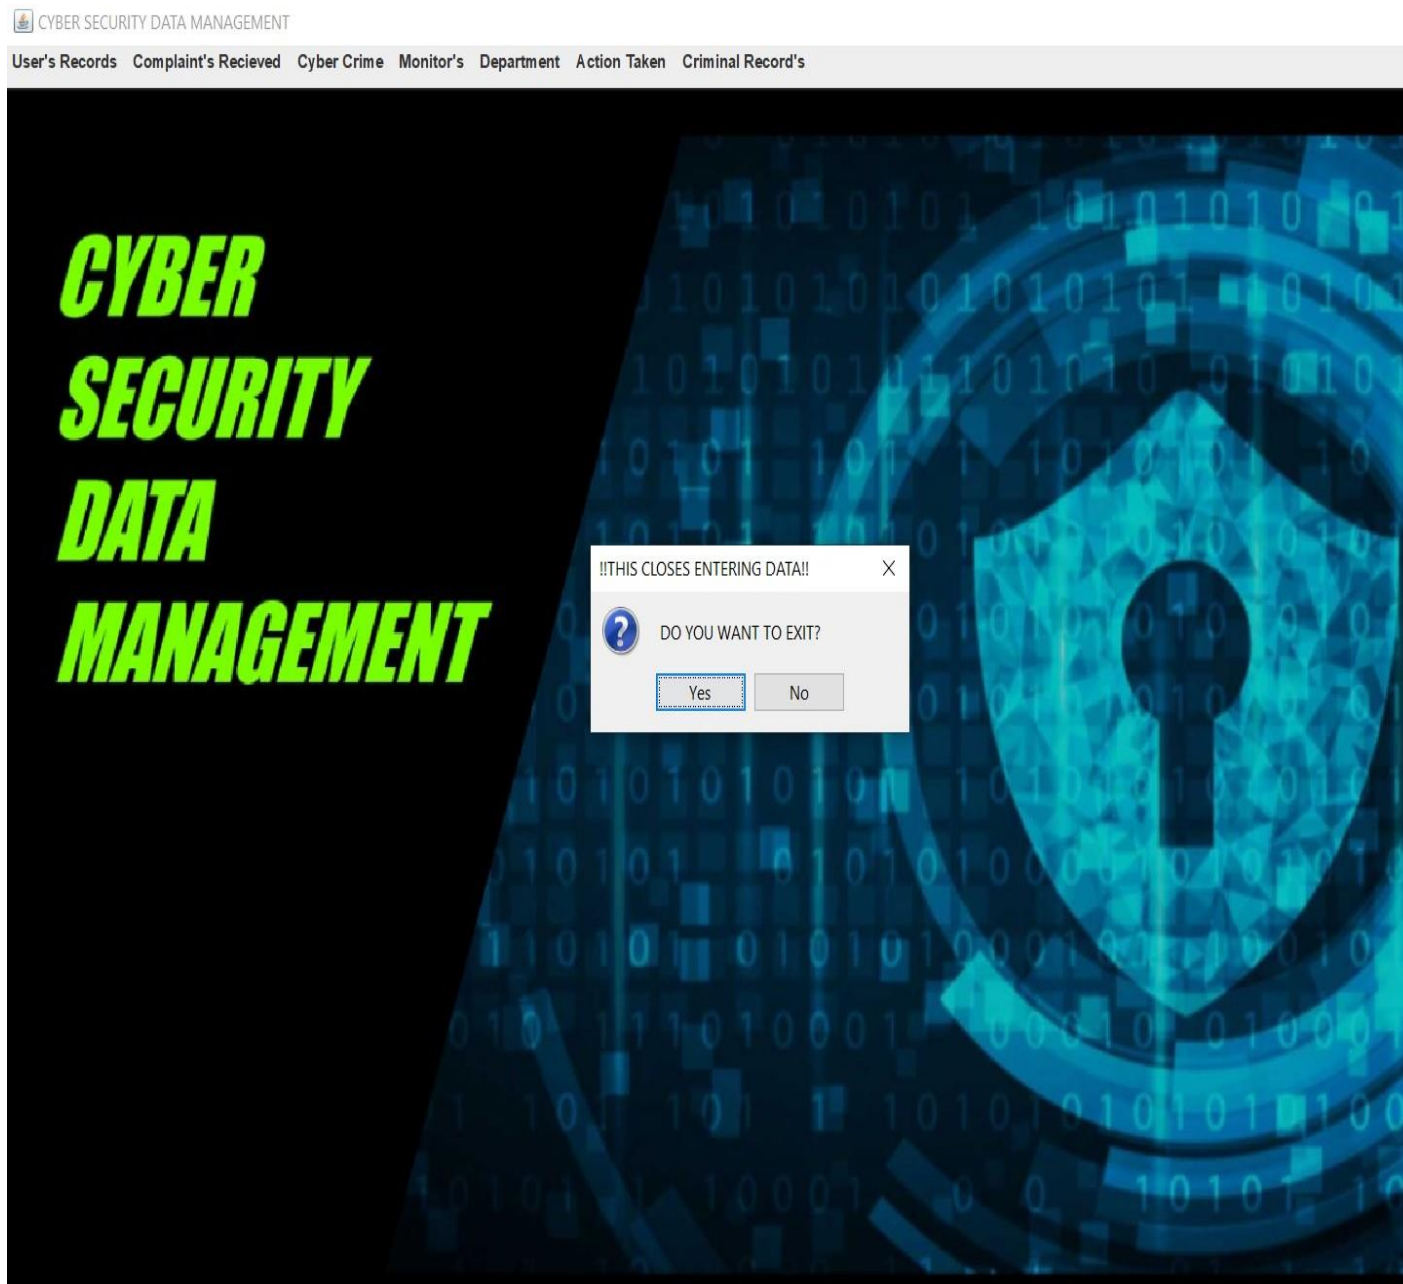 CYBER SECURITY DATA MANAGEMENT
User's Records Complaint's Recieved Cyber Crime Monitor's Department Action Taken Criminal Record's
CYBER
SECURITY
DATA
MANAGEMENT
!!THIS CLOSES ENTERING DATA!!
DO YOU WANT TO EXIT?
Yes No